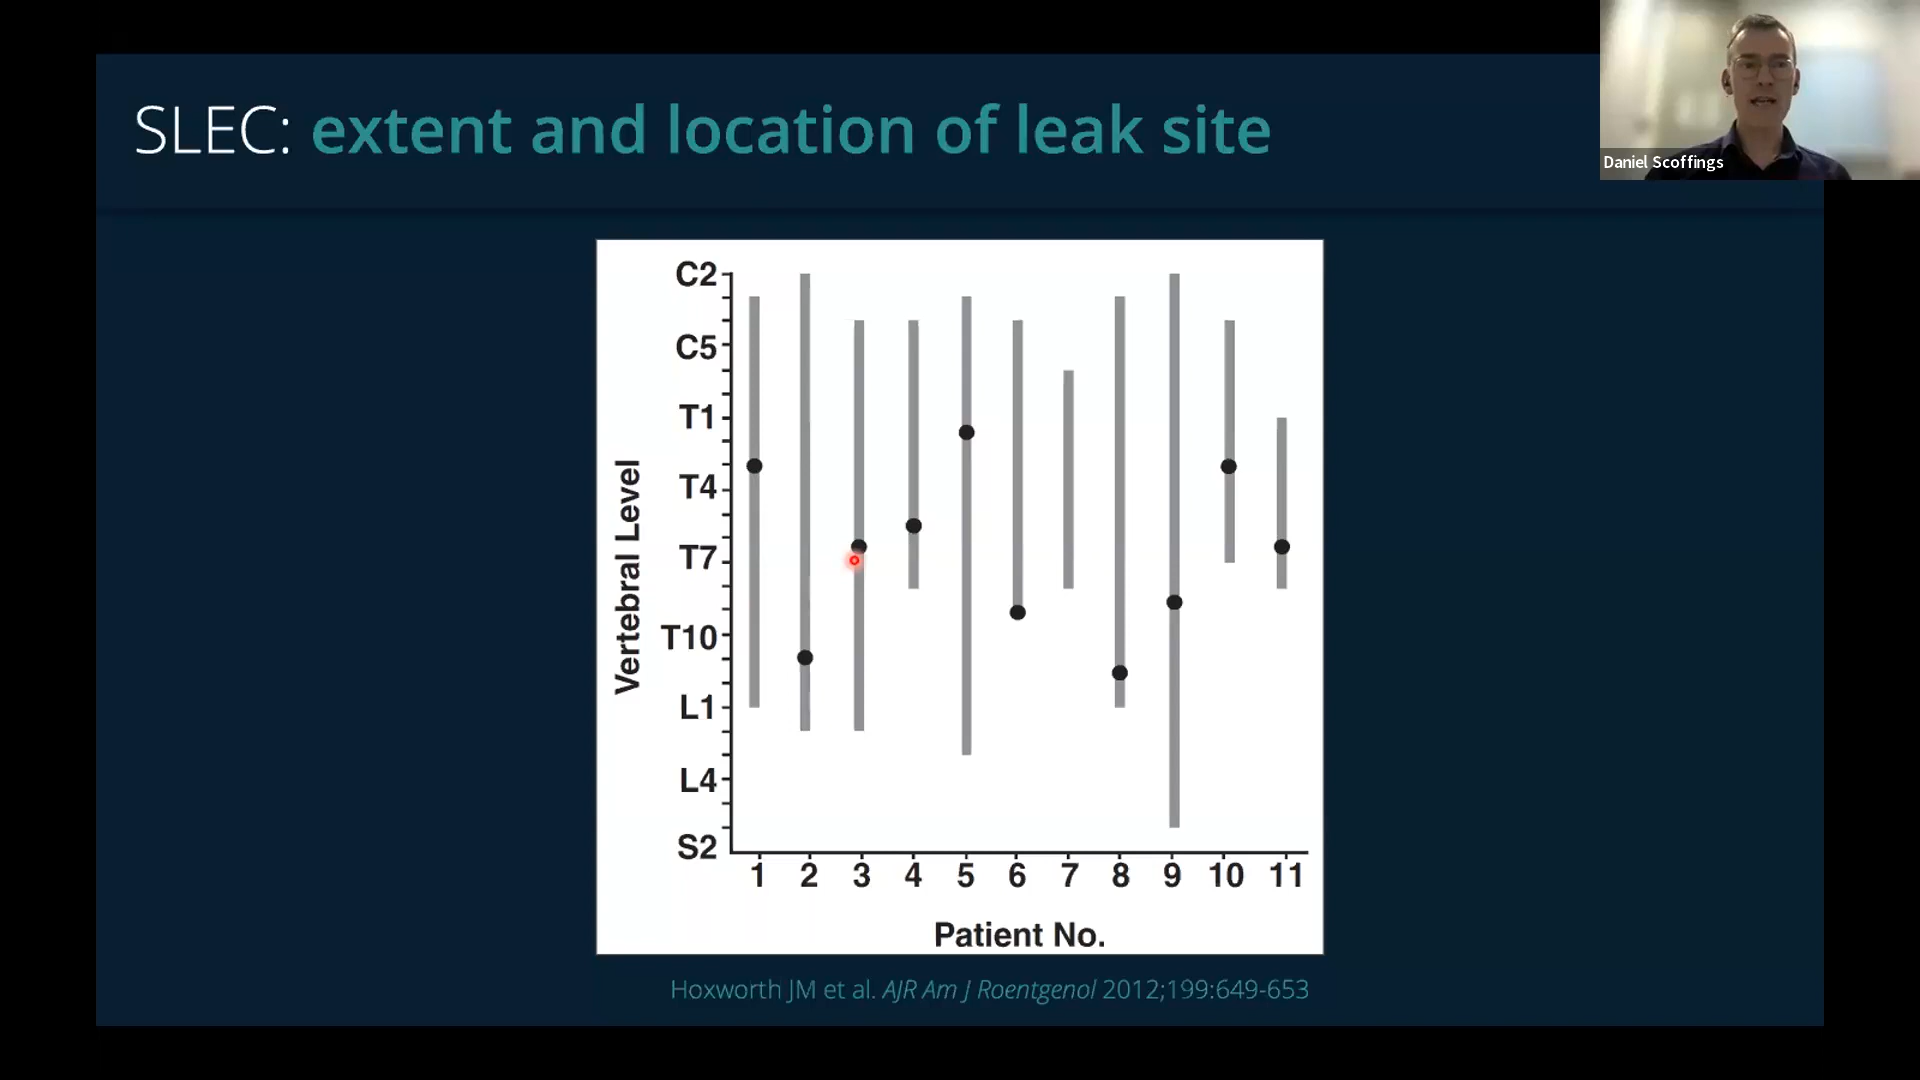 SLEC: extent and location of leak site
Daniel Scoffings
C2
C5
T1
T4
T7
T10
L1
L4
S2
Vertebral Level
1 2 3 4 5 6 7 8 9 10 11
Patient No.
Hoxworth JM et al. AJR Am J Roentgenol 2012;199:649-653